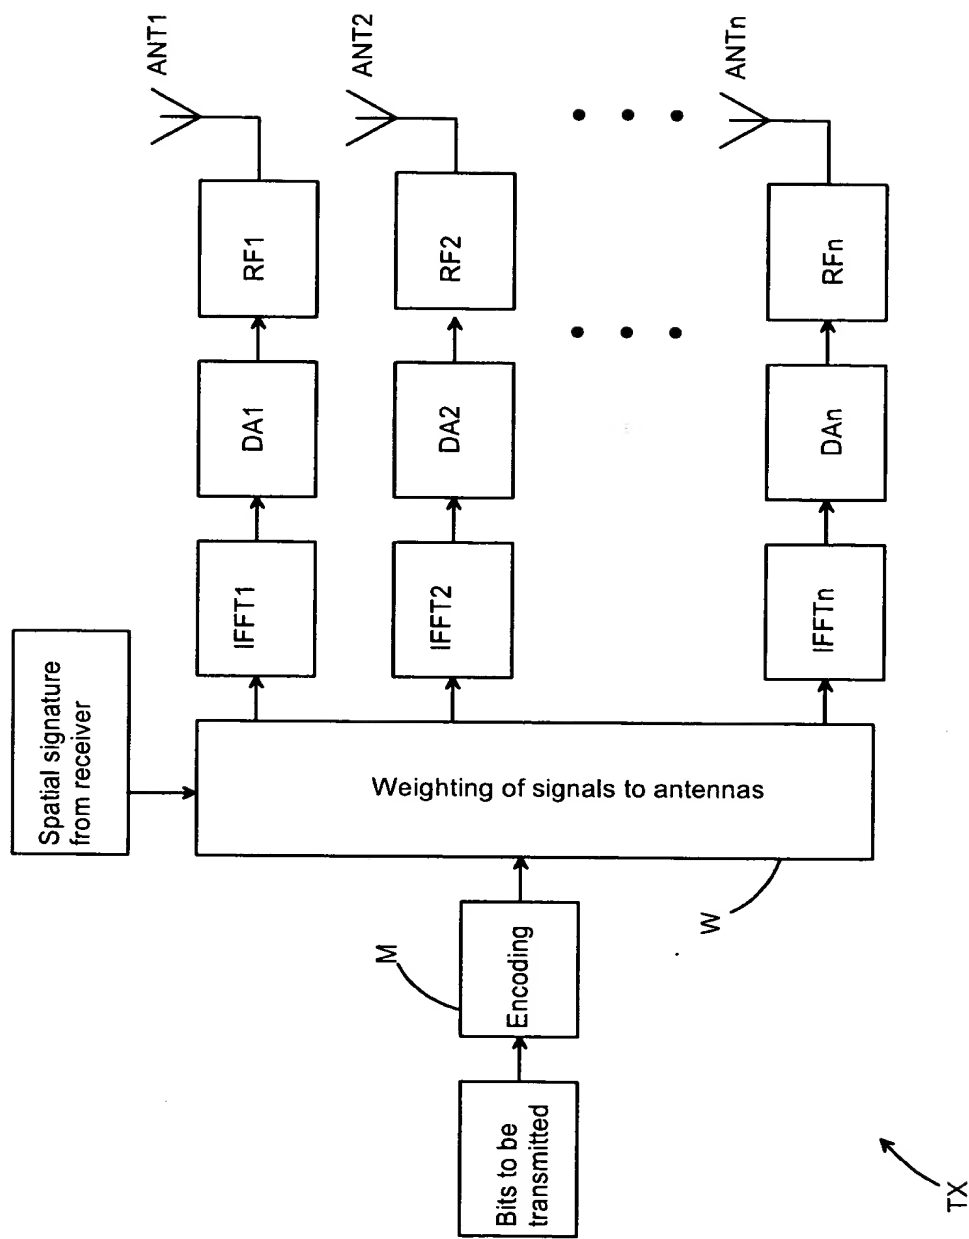 Spatial signature
from receiver
Bits to be
transmitted
M
Encoding
W
Weighting of signals to antennas
IFFT1
DA1
RF1
ANT1
IFFT2
DA2
RF2
ANT2
IFFTn
DAn
RFn
ANTn
TX